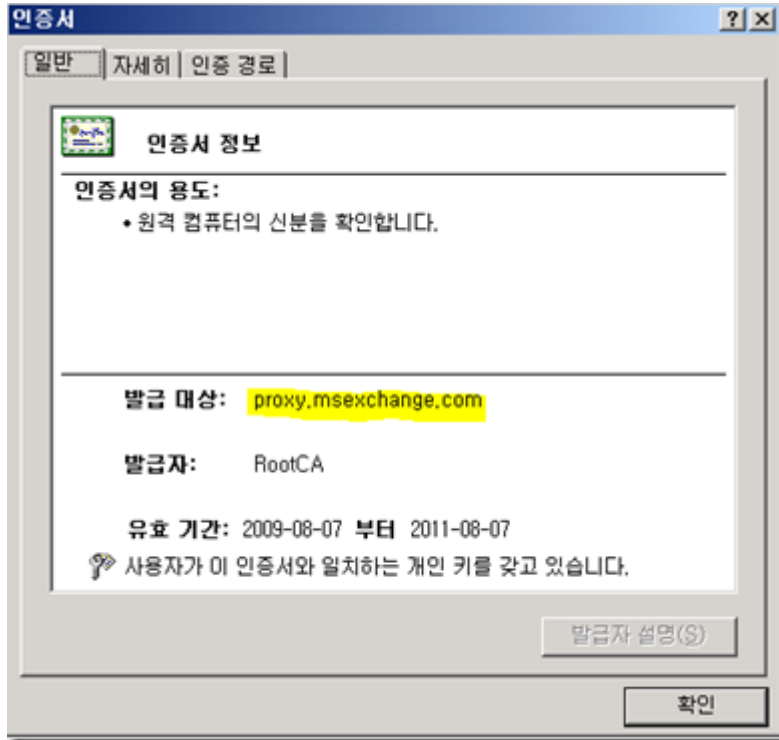 인증서
일반 자세히 인증 경로
인증서 정보
인증서의 용도:
• 원격 컴퓨터의 신분을 확인합니다.
발급 대상: proxy.msexchange.com
발급자: RootCA
유효 기간: 2009-08-07 부터 2011-08-07
사용자가 이 인증서와 일치하는 개인 키를 갖고 있습니다.
발급자 설명(S)
확인